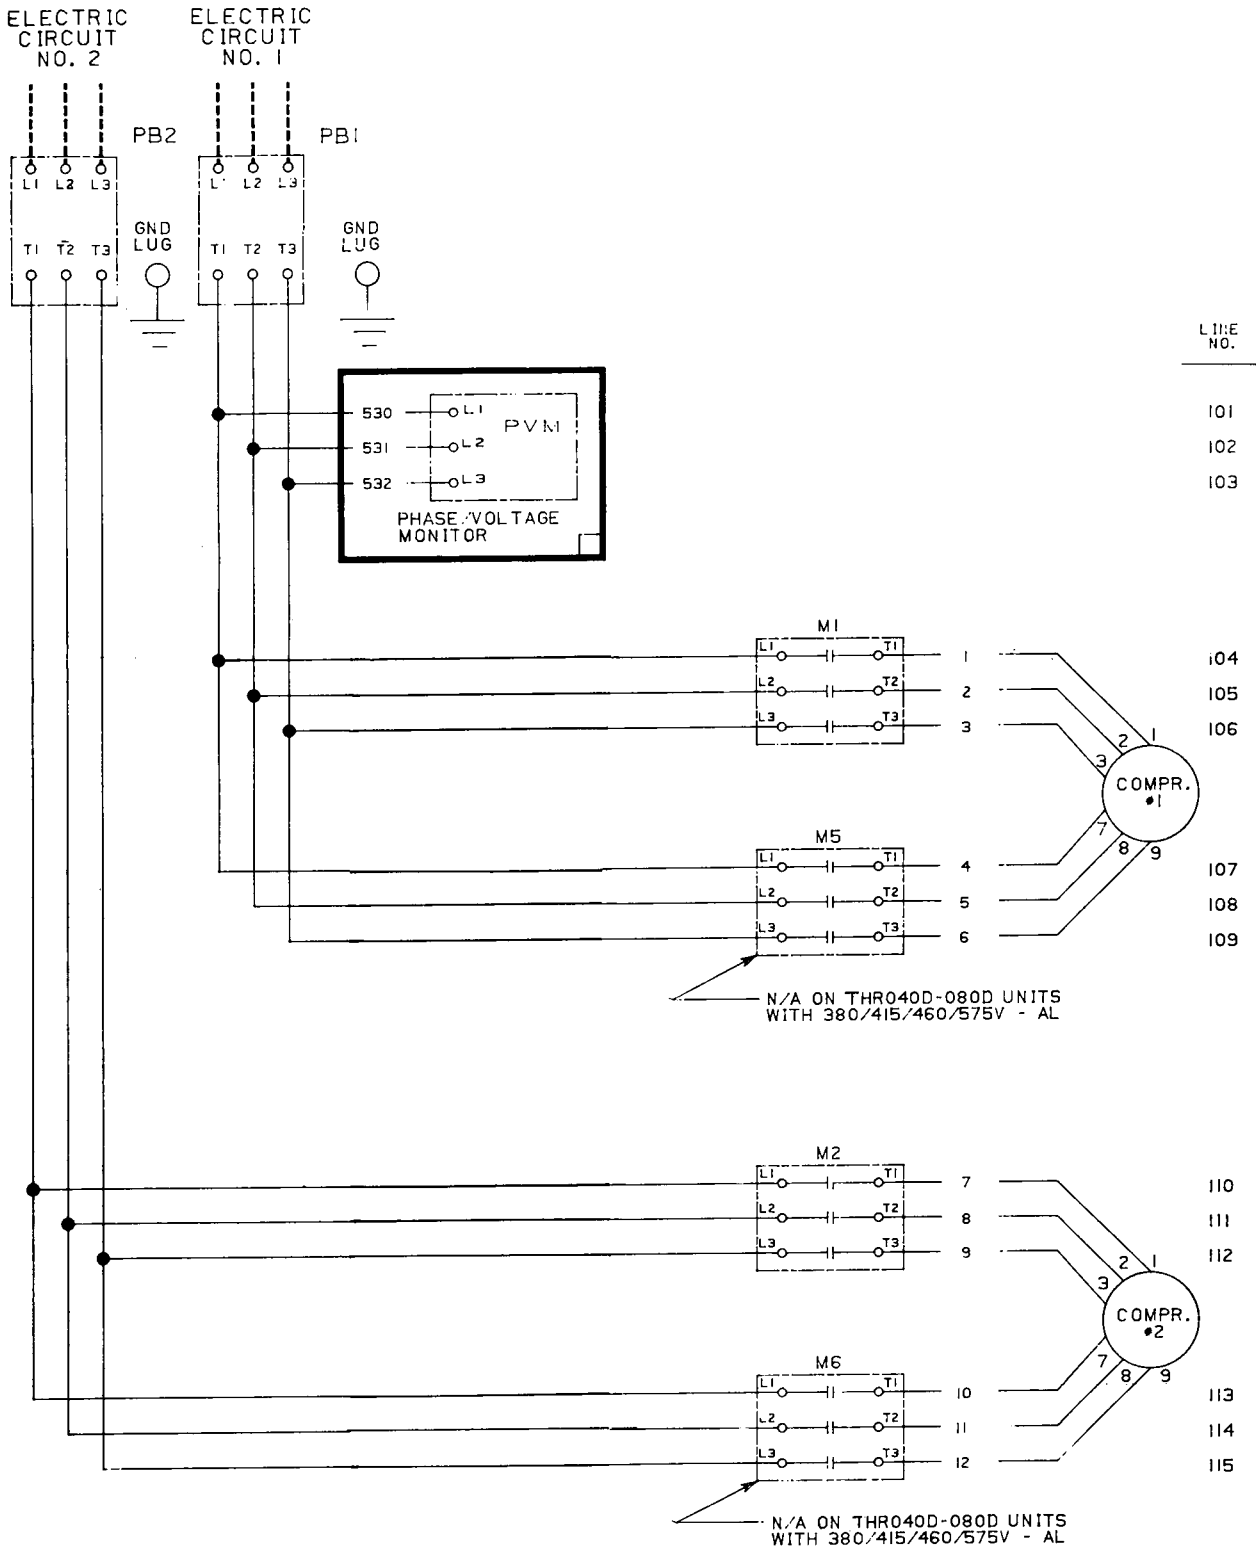 ELECTRIC
CIRCUIT
NO. 2
ELECTRIC
CIRCUIT
NO. 1
PB2
PB1
L1 L2 L3
L1 L2 L3
GND
LUG
GND
LUG
T1 T2 T3
T1 T2 T3
LINE
NO.
530 L1
PVM
101
531 L2
102
532 L3
103
PHASE/VOLTAGE
MONITOR
M1
L1 T1 1
104
L2 T2 2
105
L3 T3 3
106
1
2
3
COMPR.
#1
7
8
9
M5
L1 T1 4
107
L2 T2 5
108
L3 T3 6
109
N/A ON THR040D-080D UNITS
WITH 380/415/460/575V - AL
M2
L1 T1 7
110
L2 T2 8
111
L3 T3 9
112
1
2
3
COMPR.
#2
7
8
9
M6
L1 T1 10
113
L2 T2 11
114
L3 T3 12
115
N/A ON THR040D-080D UNITS
WITH 380/415/460/575V - AL